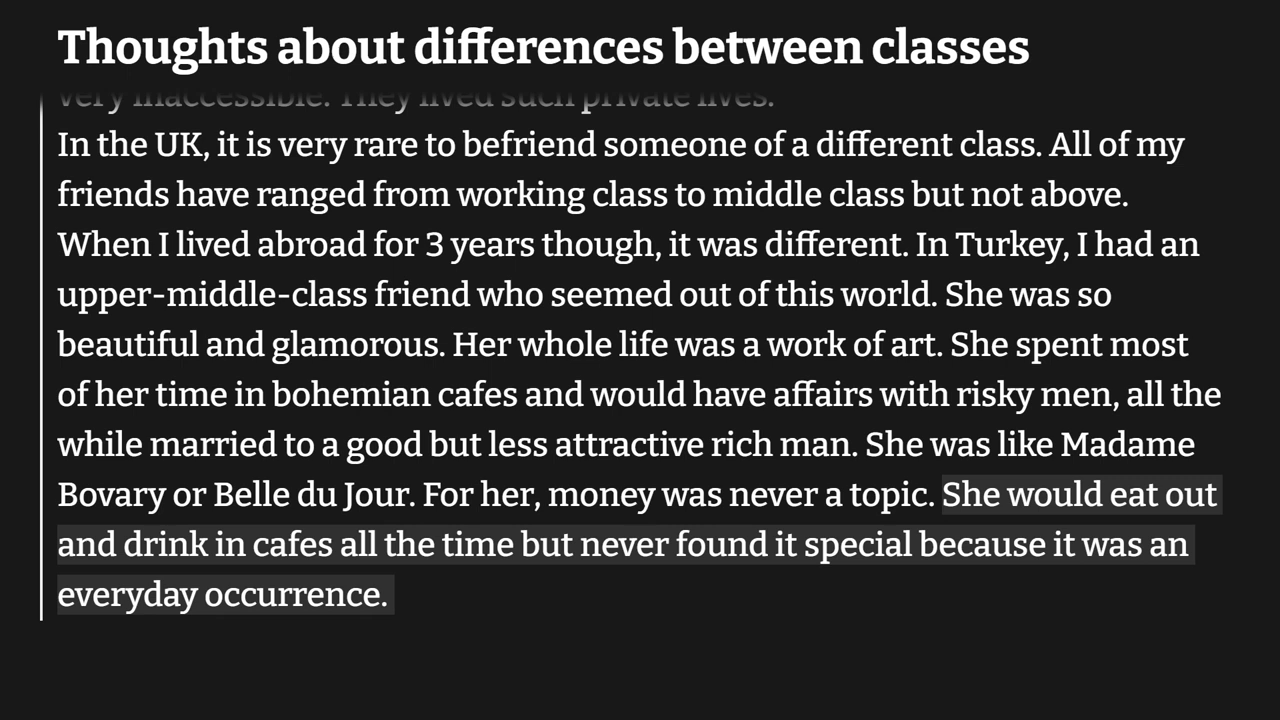 Thoughts about differences between classes
very inaccessible. They lived such private lives.
In the UK, it is very rare to befriend someone of a different class. All of my
friends have ranged from working class to middle class but not above.
When I lived abroad for 3 years though, it was different. In Turkey, I had an
upper-middle-class friend who seemed out of this world. She was so
beautiful and glamorous. Her whole life was a work of art. She spent most
of her time in bohemian cafes and would have affairs with risky men, all the
while married to a good but less attractive rich man. She was like Madame
Bovary or Belle du Jour. For her, money was never a topic. She would eat out
and drink in cafes all the time but never found it special because it was an
everyday occurrence.